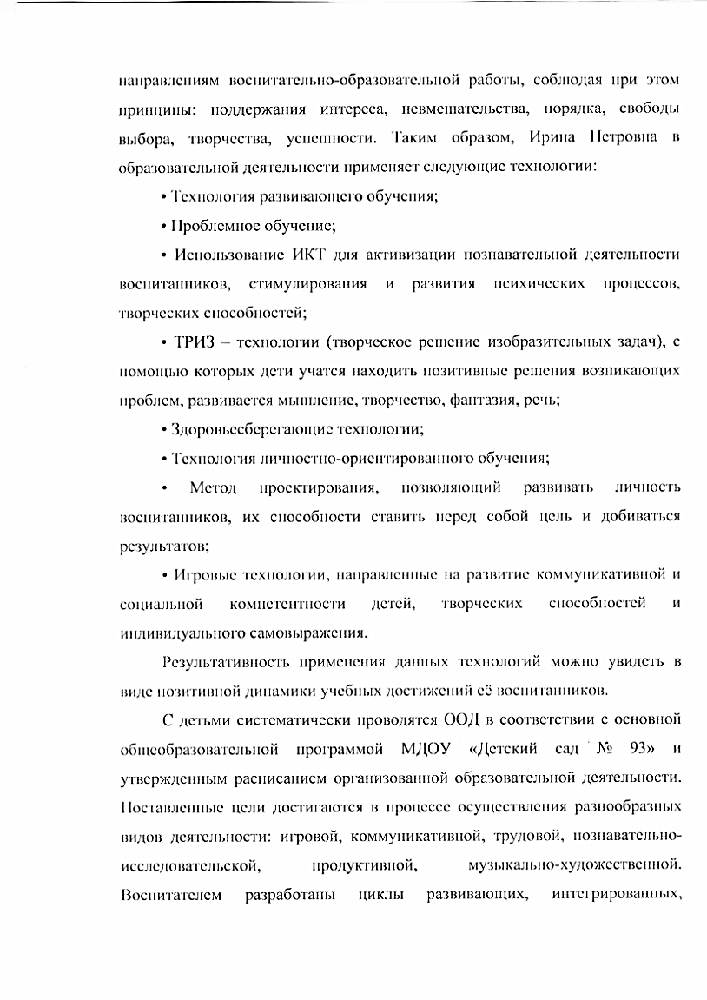 направлениям воспитательно-образовательной работы, соблюдая при этом
принципы: поддержания интереса, невмешательства, порядка, свободы
выбора, творчества, успешности. Таким образом, Ирина Петровна в
образовательной деятельности применяет следующие технологии:
• Технология развивающего обучения;
• Проблемное обучение;
• Использование ИКТ для активизации познавательной деятельности
воспитанников, стимулирования и развития психических процессов,
творческих способностей;
• ТРИЗ – технологии (творческое решение изобразительных задач), с
помощью которых дети учатся находить позитивные решения возникающих
проблем, развивается мышление, творчество, фантазия, речь;
• Здоровьесберегающие технологии;
• Технология личностно-ориентированного обучения;
• Метод проектирования, позволяющий развивать личность
воспитанников, их способности ставить перед собой цель и добиваться
результатов;
• Игровые технологии, направленные на развитие коммуникативной и
социальной компетентности детей, творческих способностей и
индивидуального самовыражения.
Результативность применения данных технологий можно увидеть в
виде позитивной динамики учебных достижений её воспитанников.
С детьми систематически проводятся ООД в соответствии с основной
общеобразовательной программой МДОУ «Детский сад № 93» и
утвержденным расписанием организованной образовательной деятельности.
Поставленные цели достигаются в процессе осуществления разнообразных
видов деятельности: игровой, коммуникативной, трудовой, познавательно-
исследовательской, продуктивной, музыкально-художественной.
Воспитателем разработаны циклы развивающих, интегрированных,